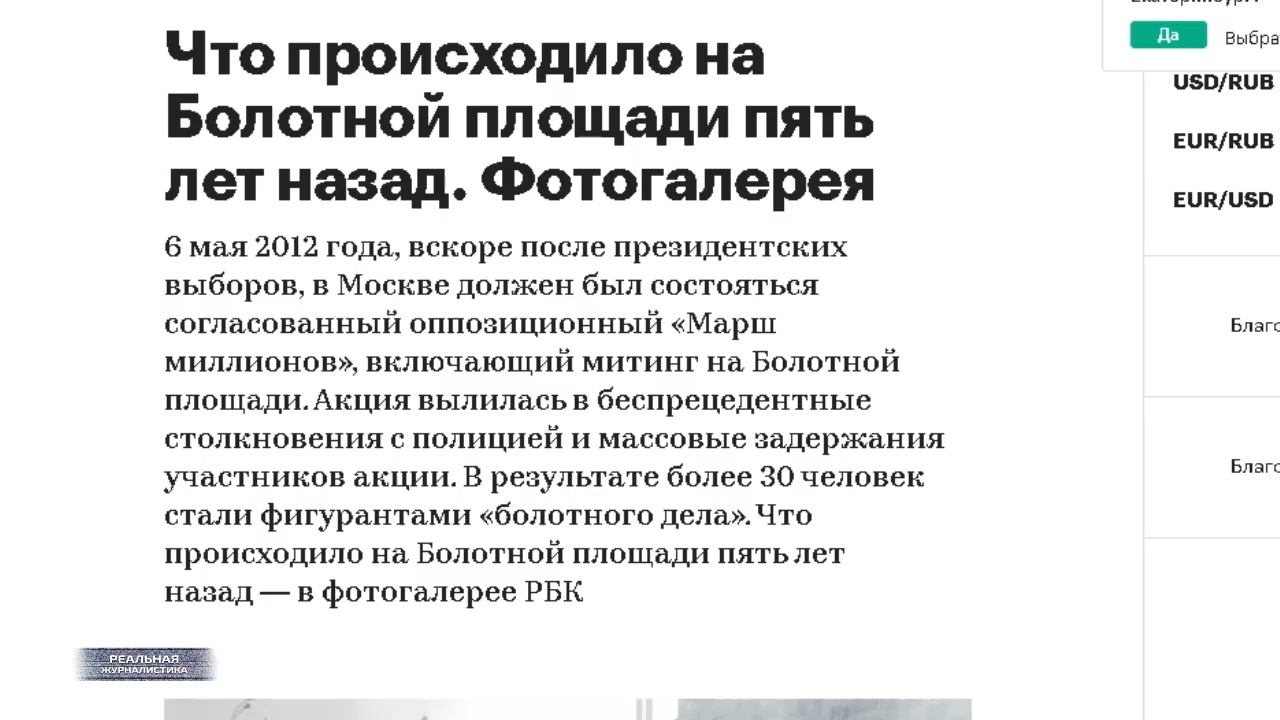 Что происходило на
Болотной площади пять
лет назад. Фотогалерея
6 мая 2012 года, вскоре после президентских
выборов, в Москве должен был состояться
согласованный оппозиционный «Марш
миллионов», включающий митинг на Болотной
площади. Акция вылилась в беспрецедентные
столкновения с полицией и массовые задержания
участников акции. В результате более 30 человек
стали фигурантами «болотного дела». Что
происходило на Болотной площади пять лет
назад — в фотогалерее РБК
Да
USD/RUB
EUR/RUB
EUR/USD
РЕАЛЬНАЯ
ЖУРНАЛИСТИКА